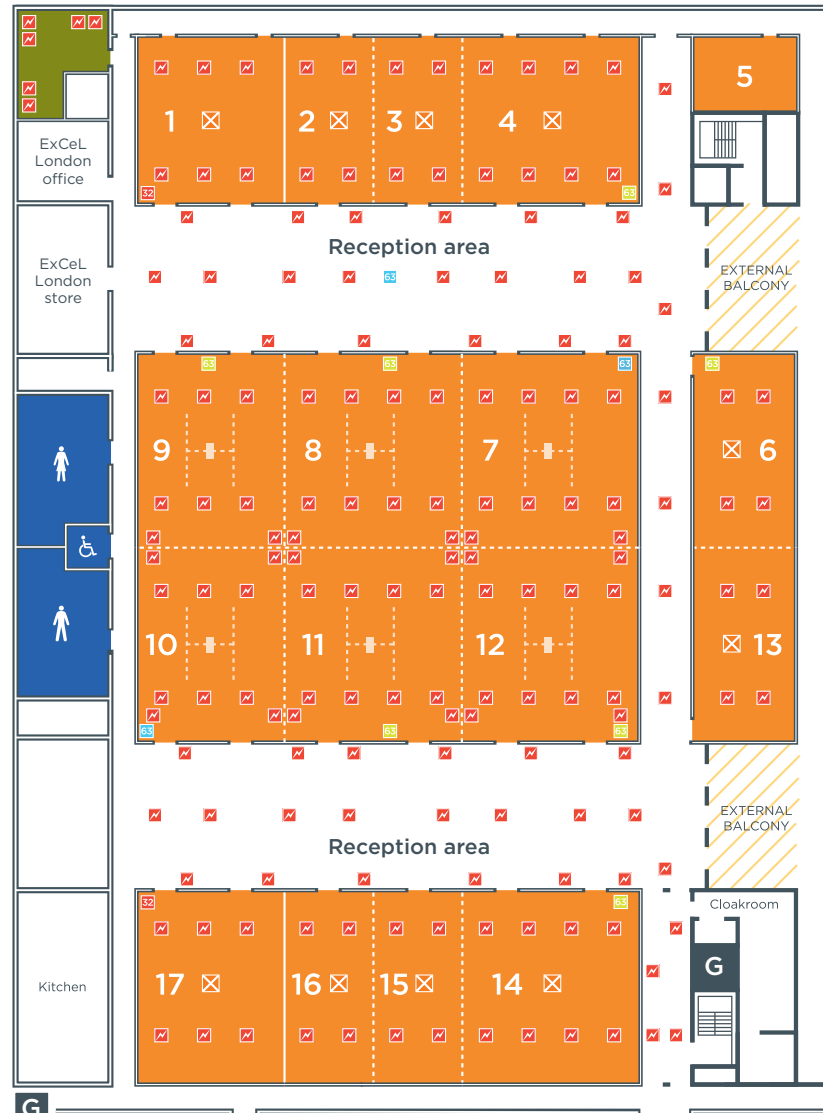 5
1
2
3
4
ExCeL
London
office
32
63
Reception area
ExCeL
London
store
63
EXTERNAL
BALCONY
63
63
63
63
9
8
7
6
10
11
12
13
63
63
63
EXTERNAL
BALCONY
Reception area
32
63
Cloakroom
G
17
16
15
14
Kitchen
G